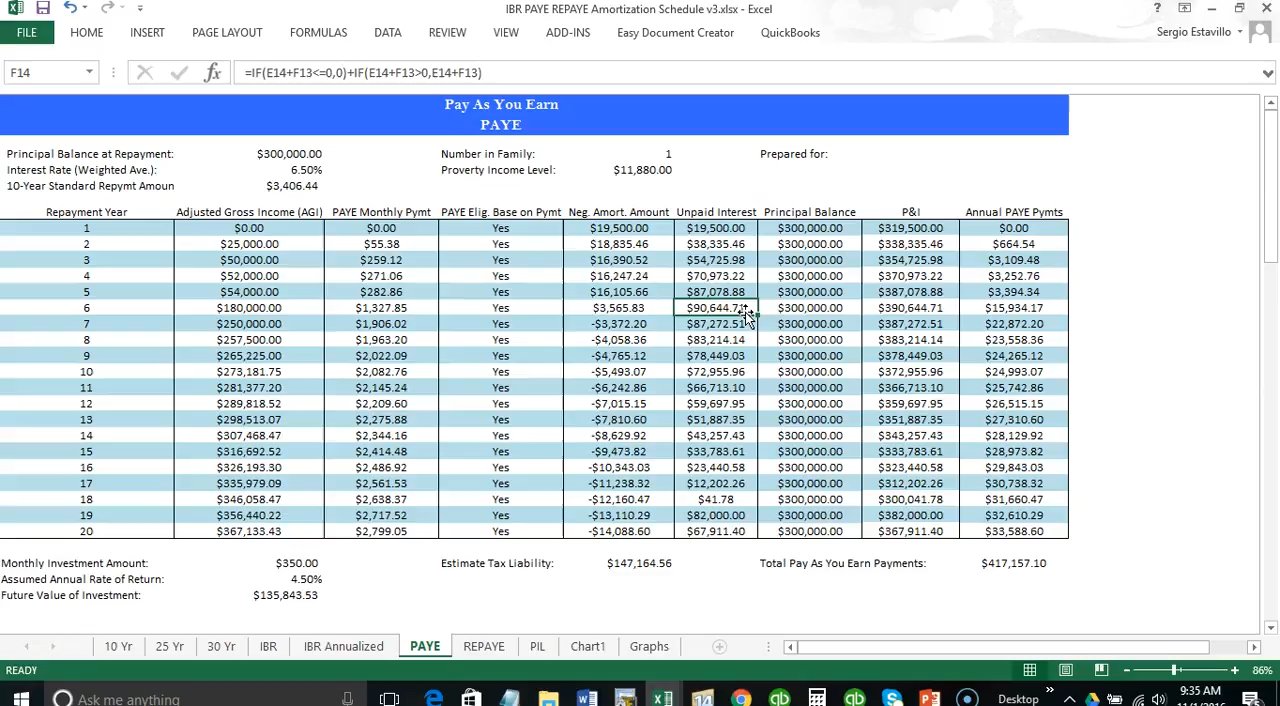 IBR PAYE REPAYE Amortization Schedule v3.xlsx - Excel
FILE HOME INSERT PAGE LAYOUT FORMULAS DATA REVIEW VIEW ADD-INS Easy Document Creator QuickBooks Sergio Estavillo
F14 fx =IF(E14+F13<=0,0)+IF(E14+F13>0,E14+F13)
Pay As You Earn
PAYE
Principal Balance at Repayment: $300,000.00 Number in Family: 1 Prepared for:
Interest Rate (Weighted Ave.): 6.50% Proverty Income Level: $11,880.00
10-Year Standard Repymt Amoun $3,406.44
Repayment Year Adjusted Gross Income (AGI) PAYE Monthly Pymt PAYE Elig. Base on Pymt Neg. Amort. Amount Unpaid Interest Principal Balance P&I Annual PAYE Pymts
1 $0.00 $0.00 Yes $19,500.00 $19,500.00 $300,000.00 $319,500.00 $0.00
2 $25,000.00 $55.38 Yes $18,835.46 $38,335.46 $300,000.00 $338,335.46 $664.54
3 $50,000.00 $259.12 Yes $16,390.52 $54,725.98 $300,000.00 $354,725.98 $3,109.48
4 $52,000.00 $271.06 Yes $16,247.24 $70,973.22 $300,000.00 $370,973.22 $3,252.76
5 $54,000.00 $282.86 Yes $16,105.66 $87,078.88 $300,000.00 $387,078.88 $3,394.34
6 $180,000.00 $1,327.85 Yes $3,565.83 $90,644.71 $300,000.00 $390,644.71 $15,934.17
7 $250,000.00 $1,906.02 Yes -$3,372.20 $87,272.51 $300,000.00 $387,272.51 $22,872.20
8 $257,500.00 $1,963.20 Yes -$4,058.36 $83,214.14 $300,000.00 $383,214.14 $23,558.36
9 $265,225.00 $2,022.09 Yes -$4,765.12 $78,449.03 $300,000.00 $378,449.03 $24,265.12
10 $273,181.75 $2,082.76 Yes -$5,493.07 $72,955.96 $300,000.00 $372,955.96 $24,993.07
11 $281,377.20 $2,145.24 Yes -$6,242.86 $66,713.10 $300,000.00 $366,713.10 $25,742.86
12 $289,818.52 $2,209.60 Yes -$7,015.15 $59,697.95 $300,000.00 $359,697.95 $26,515.15
13 $298,513.07 $2,275.88 Yes -$7,810.60 $51,887.35 $300,000.00 $351,887.35 $27,310.60
14 $307,468.47 $2,344.16 Yes -$8,629.92 $43,257.43 $300,000.00 $343,257.43 $28,129.92
15 $316,692.52 $2,414.48 Yes -$9,473.82 $33,783.61 $300,000.00 $333,783.61 $28,973.82
16 $326,193.30 $2,486.92 Yes -$10,343.03 $23,440.58 $300,000.00 $323,440.58 $29,843.03
17 $335,979.09 $2,561.53 Yes -$11,238.32 $12,202.26 $300,000.00 $312,202.26 $30,738.32
18 $346,058.47 $2,638.37 Yes -$12,160.47 $41.78 $300,000.00 $300,041.78 $31,660.47
19 $356,440.22 $2,717.52 Yes -$13,110.29 $82,000.00 $300,000.00 $382,000.00 $32,610.29
20 $367,133.43 $2,799.05 Yes -$14,088.60 $67,911.40 $300,000.00 $367,911.40 $33,588.60
Monthly Investment Amount: $350.00 Estimate Tax Liability: $147,164.56 Total Pay As You Earn Payments: $417,157.10
Assumed Annual Rate of Return: 4.50%
Future Value of Investment: $135,843.53
10 Yr 25 Yr 30 Yr IBR IBR Annualized PAYE REPAYE PIL Chart1 Graphs
READY 86%
Ask me anything Desktop 9:35 AM
11/1/2016